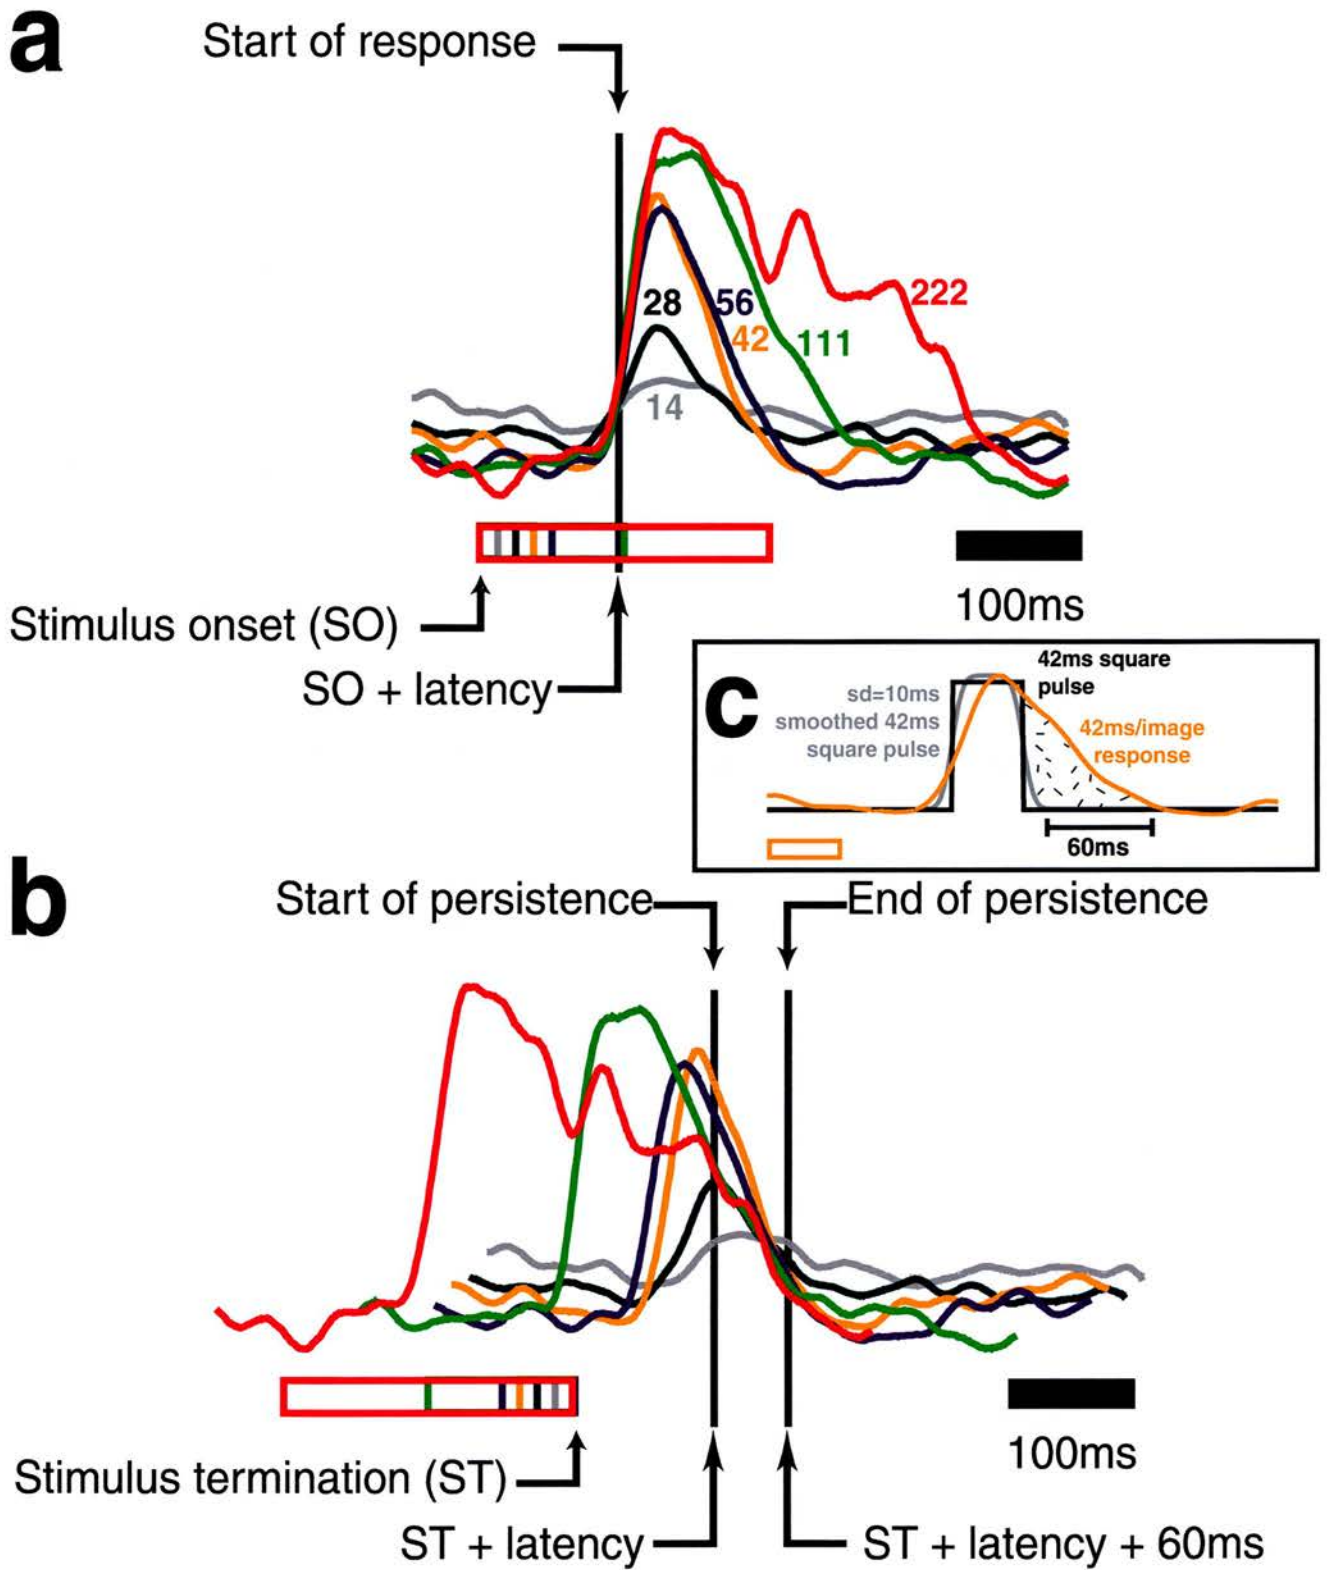 a
Start of response
28
56
42
111
222
14
Stimulus onset (SO)
SO + latency
100ms
c
sd=10ms
smoothed 42ms
square pulse
42ms square
pulse
42ms/image
response
60ms
b
Start of persistence
End of persistence
Stimulus termination (ST)
ST + latency
100ms
ST + latency + 60ms